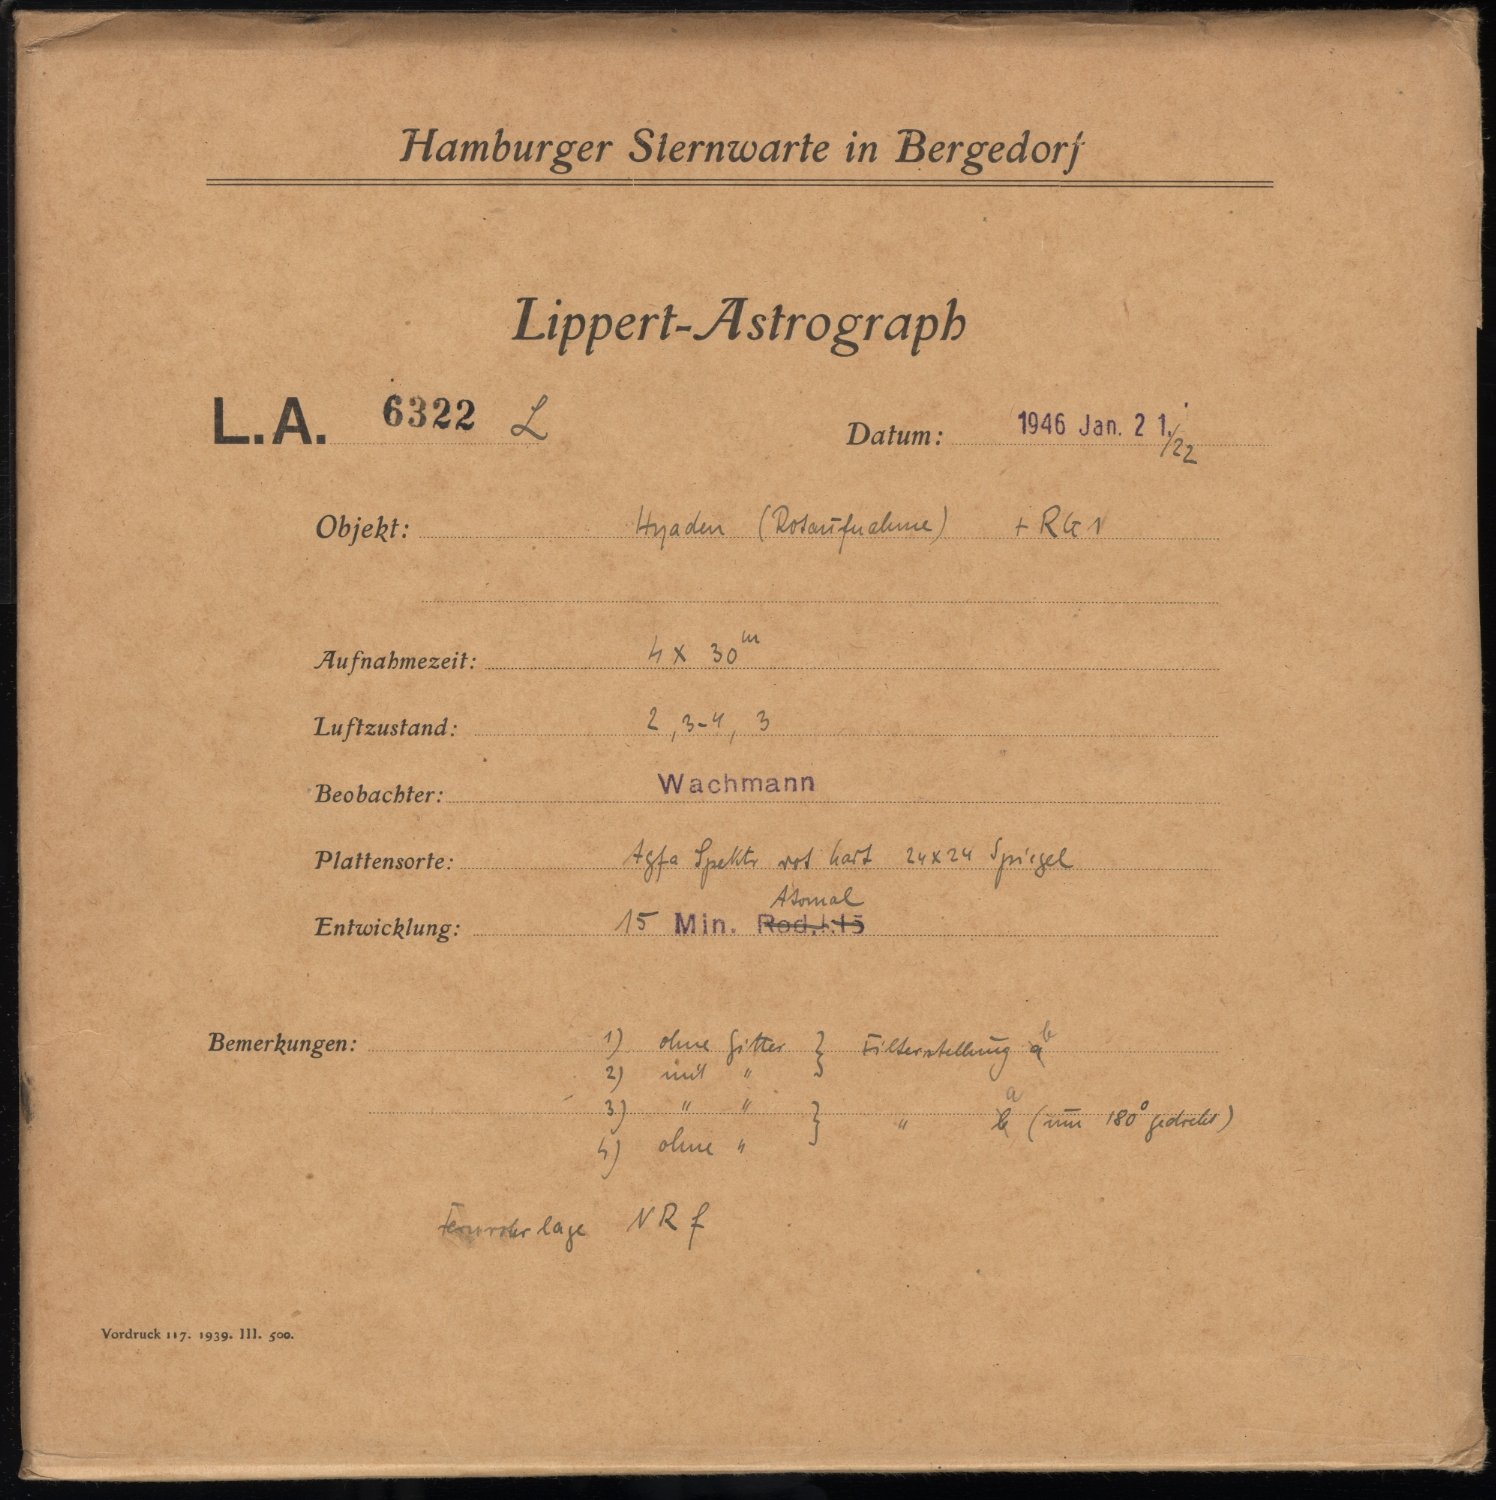 Hamburger Sternwarte in Bergedorf
Lippert-Astrograph
L.A. 6322 L Datum: 1946 Jan. 21./22
Objekt: Hyaden (Rotaufnahme) + RG1
Aufnahmezeit: 4 x 30 m
Luftzustand: 2, 3-4, 3
Beobachter: Wachmann
Plattensorte: Agfa Spektr rot hart 24x24 Spiegel
Atomal
Entwicklung: 15 Min. Rod. 1:15
Bemerkungen: 1) ohne Gitter } Filterstellung a b
2) mit "
3) " " } " b a (um 180° gedreht)
4) ohne "
Fernrohrlage NRf
Vordruck 117. 1939. III. 500.